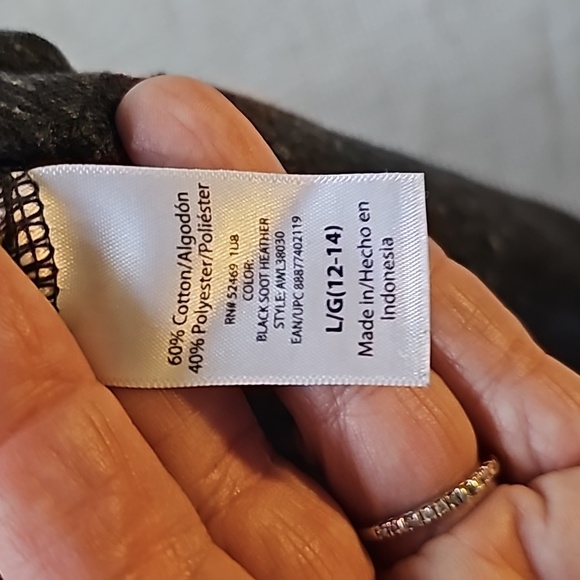 60% Cotton/Algodón
40% Polyester/Poliéster
RN# 52469 1U8
COLOR:
BLACK SOOT HEATHER
STYLE: AWL38030
EAN/UPC 88877402119
L/G(12-14)
Made in/Hecho en
Indonesia